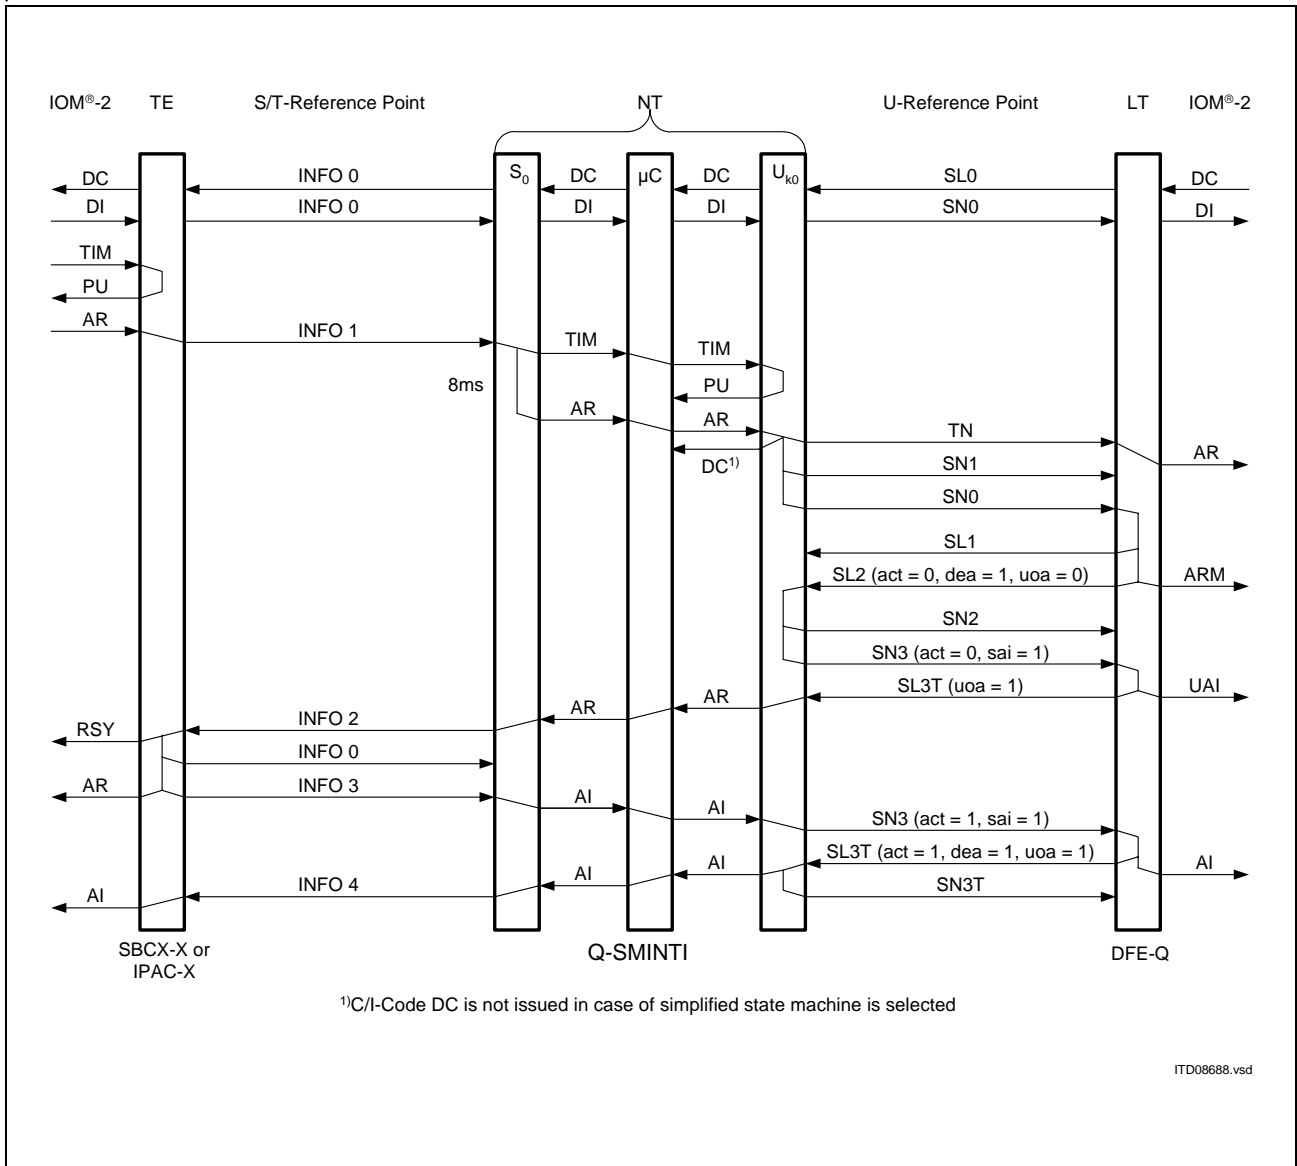 IOM®-2 TE S/T-Reference Point NT U-Reference Point LT IOM®-2
S0 µC Uk0
DC INFO 0 DC DC SL0 DC
DI INFO 0 DI DI SN0 DI
TIM
PU
AR INFO 1 TIM TIM
8ms PU
AR AR TN AR
DC1) SN1
SN0
SL1
SL2 (act = 0, dea = 1, uoa = 0) ARM
SN2
SN3 (act = 0, sai = 1)
AR AR SL3T (uoa = 1) UAI
RSY INFO 2
INFO 0
AR INFO 3 AI AI SN3 (act = 1, sai = 1)
AI AI SL3T (act = 1, dea = 1, uoa = 1) AI
AI INFO 4 SN3T
SBCX-X or
IPAC-X
Q-SMINTI
DFE-Q
1)C/I-Code DC is not issued in case of simplified state machine is selected
ITD08688.vsd